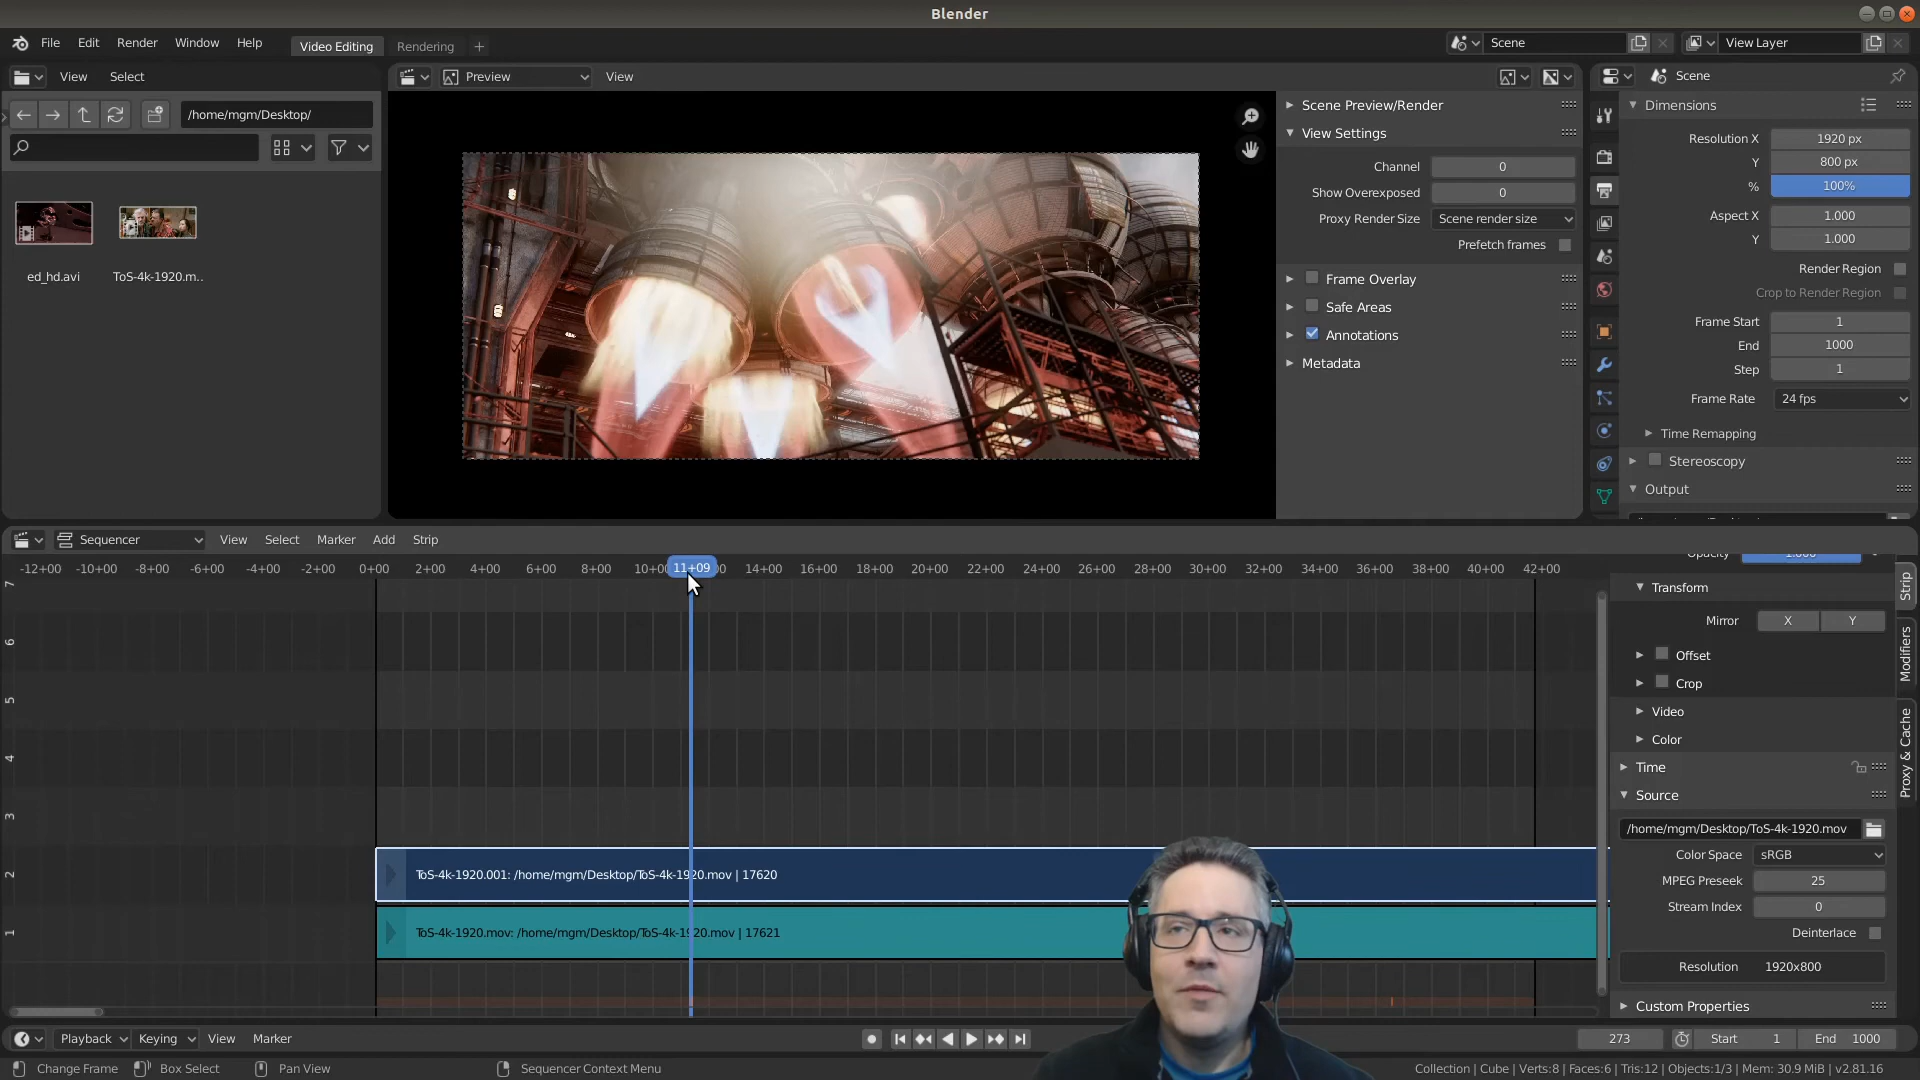 Blender
File Edit Render Window Help Video Editing Rendering + Scene View Layer
View Select Preview View Scene
/home/mgm/Desktop/
ed_hd.avi ToS-4k-1920.m..
Scene Preview/Render
View Settings
Channel 0
Show Overexposed 0
Proxy Render Size Scene render size
Prefetch frames
Frame Overlay
Safe Areas
Annotations
Metadata
Dimensions
Resolution X 1920 px
Y 800 px
% 100%
Aspect X 1.000
Y 1.000
Render Region
Crop to Render Region
Frame Start 1
End 1000
Step 1
Frame Rate 24 fps
Time Remapping
Stereoscopy
Output
Sequencer View Select Marker Add Strip
-12+00 -10+00 -8+00 -6+00 -4+00 -2+00 0+00 2+00 4+00 6+00 8+00 11+09 14+00 16+00 18+00 20+00 22+00 24+00 26+00 28+00 30+00 32+00 34+00 36+00 38+00 40+00 42+00
7
6
5
4
3
2
1
ToS-4k-1920.001: /home/mgm/Desktop/ToS-4k-1920.mov | 17620
ToS-4k-1920.mov: /home/mgm/Desktop/ToS-4k-1920.mov | 17621
Opacity 1.000
Transform
Mirror X Y
Offset
Crop
Video
Color
Time
Source
/home/mgm/Desktop/ToS-4k-1920.mov
Color Space sRGB
MPEG Preseek 25
Stream Index 0
Deinterlace
Resolution 1920x800
Custom Properties
Strip
Modifiers
Proxy & Cache
Playback Keying View Marker 273 Start 1 End 1000
Change Frame Box Select Pan View Sequencer Context Menu Collection | Cube | Verts:8 | Faces:6 | Tris:12 | Objects:1/3 | Mem: 30.9 MiB | v2.81.16